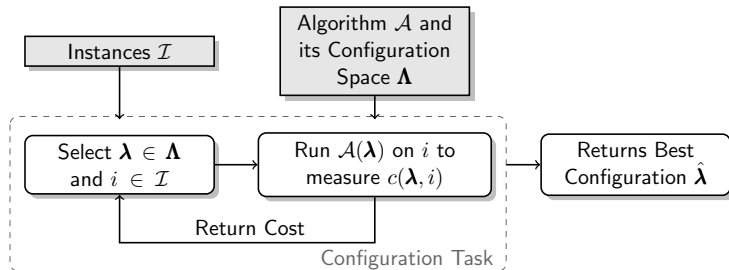 Instances ℐ
Algorithm 𝒜 and
its Configuration
Space 𝚲
Select 𝝀 ∈ 𝚲
and i ∈ ℐ
Run 𝒜(𝝀) on i to
measure c(𝝀, i)
Returns Best
Configuration 𝝀̂
Return Cost
Configuration Task